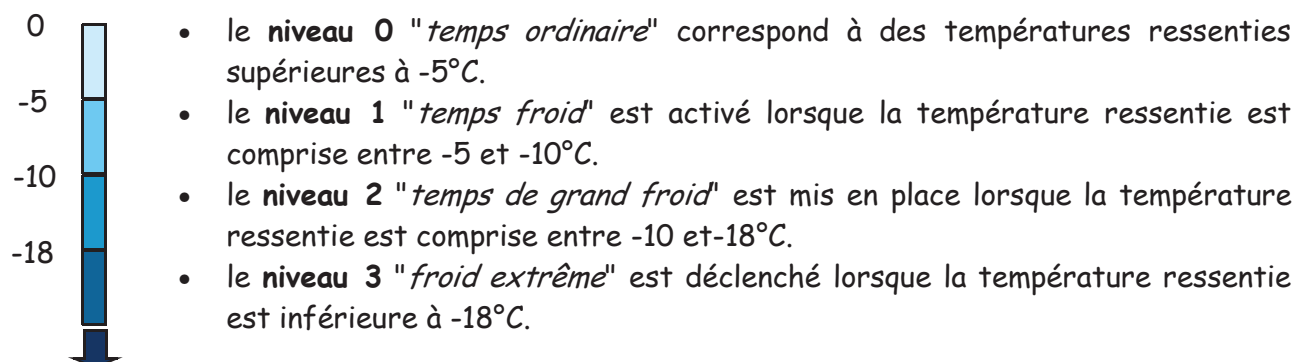 0
• le niveau 0 "temps ordinaire" correspond à des températures ressenties
supérieures à -5°C.
-5
• le niveau 1 "temps froid" est activé lorsque la température ressentie est
comprise entre -5 et -10°C.
-10
• le niveau 2 "temps de grand froid" est mis en place lorsque la température
ressentie est comprise entre -10 et-18°C.
-18
• le niveau 3 "froid extrême" est déclenché lorsque la température ressentie
est inférieure à -18°C.